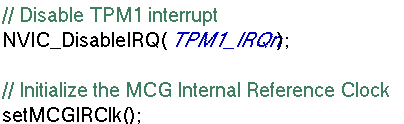 // Disable TPM1 interrupt
NVIC_DisableIRQ( TPM1_IRQn);
// Initialize the MCG Internal Reference Clock
setMCGIRClk();